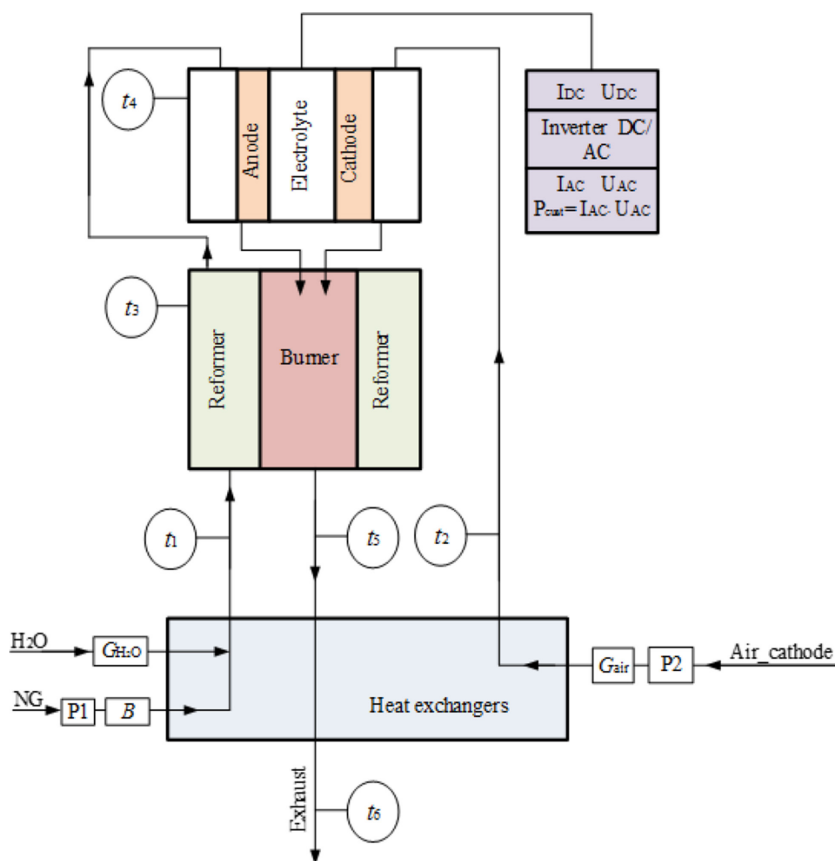 t4
Anode
Electrolyte
Cathode
IDC UDC
Inverter DC/
AC
IAC UAC
Pcust=IAC·UAC
t3
Reformer
Burner
Reformer
t1
t5
t2
H2O
GH2O
NG
P1
B
Heat exchangers
Gair
P2
Air_cathode
Exhaust
t6